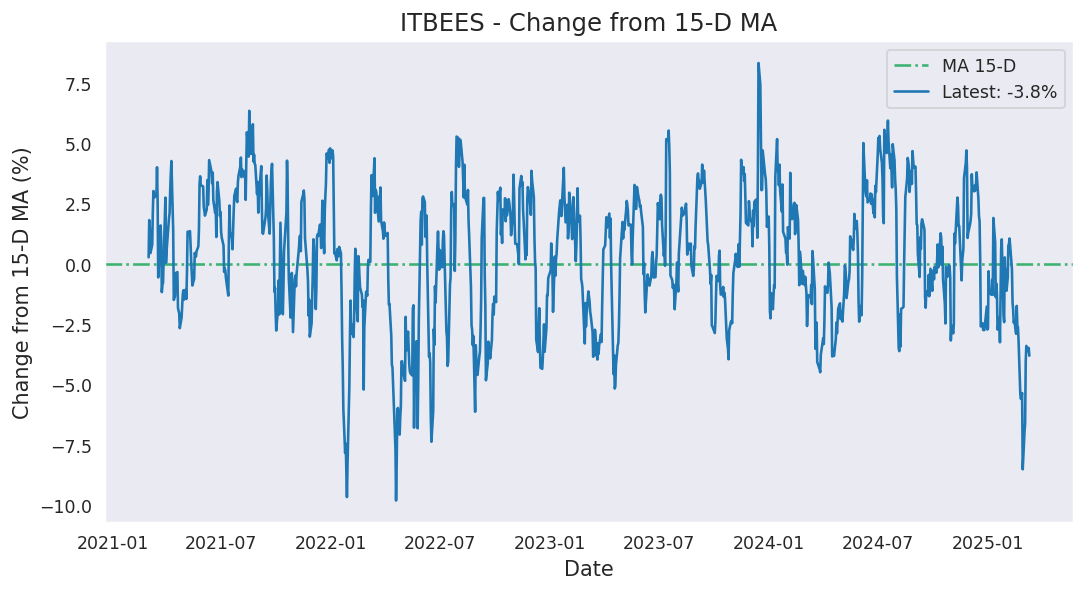 ITBEES - Change from 15-D MA
MA 15-D
Latest: -3.8%
Change from 15-D MA (%)
7.5
5.0
2.5
0.0
−2.5
−5.0
−7.5
−10.0
2021-01 2021-07 2022-01 2022-07 2023-01 2023-07 2024-01 2024-07 2025-01
Date